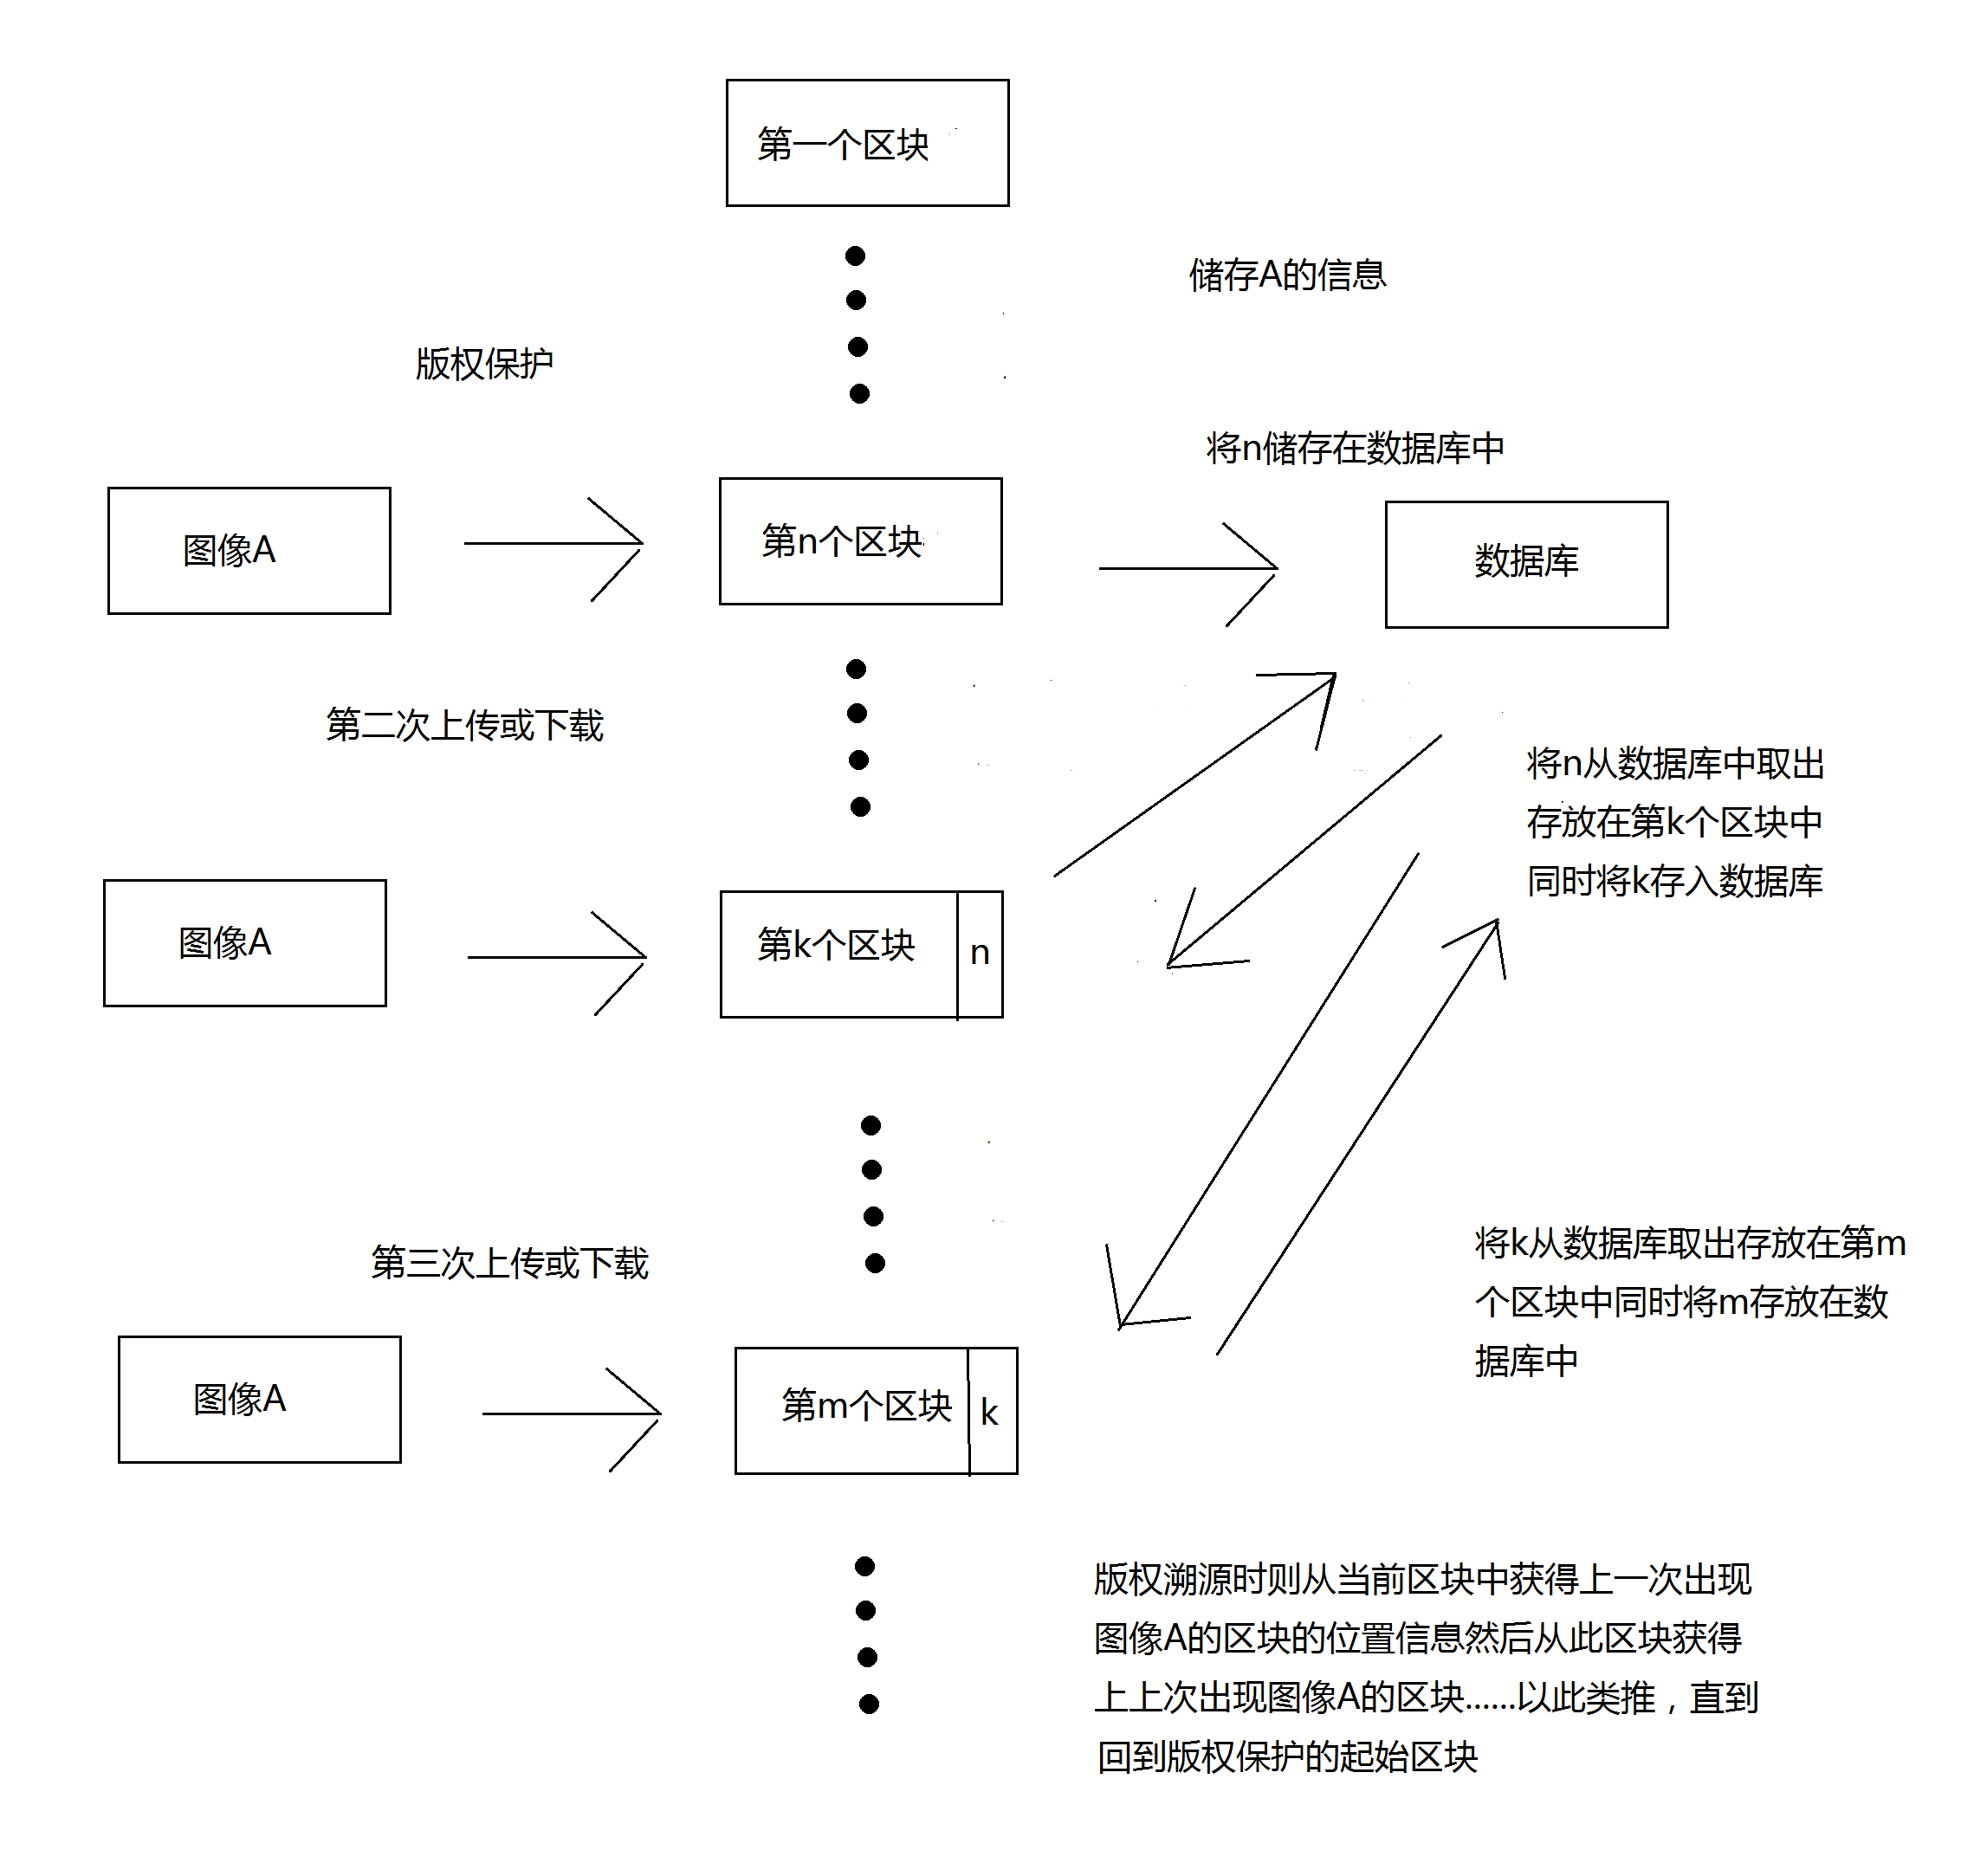 第一个区块
储存A的信息
版权保护
将n储存在数据库中
图像A
第n个区块
数据库
第二次上传或下载
将n从数据库中取出
存放在第k个区块中
同时将k存入数据库
图像A
第k个区块
n
第三次上传或下载
将k从数据库取出存放在第m
个区块中同时将m存放在数
据库中
图像A
第m个区块
k
版权溯源时则从当前区块中获得上一次出现
图像A的区块的位置信息然后从此区块获得
上上次出现图像A的区块......以此类推，直到
回到版权保护的起始区块